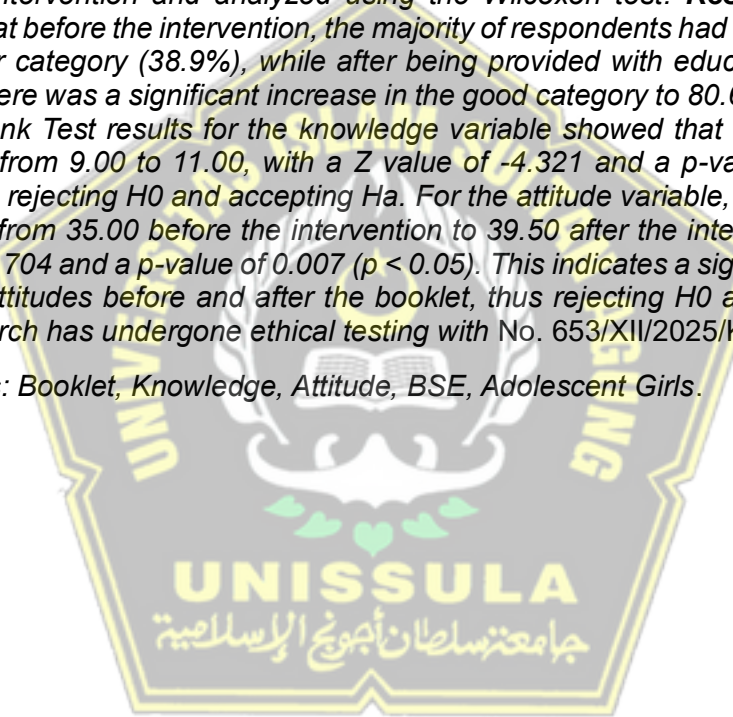 intervention and analyzed using the Wilcoxon test.
at before the intervention, the majority of respondents had
r category (38.9%), while after being provided with educ
ere was a significant increase in the good category to 80.
nk Test results for the knowledge variable showed that
from 9.00 to 11.00, with a Z value of -4.321 and a p-va
rejecting H0 and accepting Ha. For the attitude variable,
from 35.00 before the intervention to 39.50 after the inte
704 and a p-value of 0.007 (p < 0.05). This indicates a sig
ttitudes before and after the booklet, thus rejecting H0 a
rch has undergone ethical testing with No. 653/XII/2025/K
: Booklet, Knowledge, Attitude, BSE, Adolescent Girls.
UNIVERSITAS ISLAM SULTAN AGUNG
UNISSULA
جامعة سلطان أجونج الإسلامية